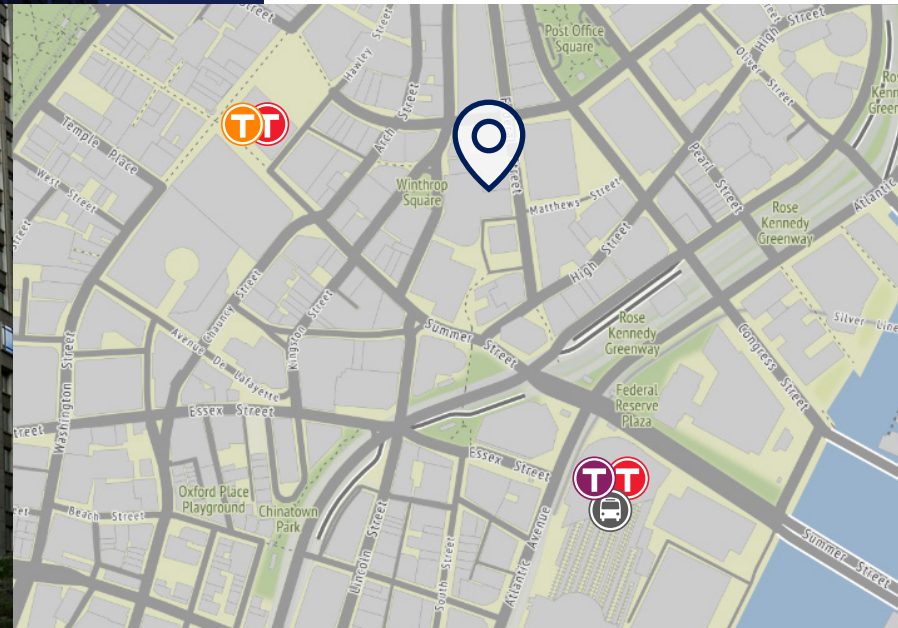 Street
Hawley Street
Post Office
Square
High Street
Oliver Street
Rose
T T
Temple Place
Arch Street
Street
West Street
Winthrop
Square
Matthews Street
Pearl Street
Atlantic
Rose
Kennedy
Greenway
High Street
Chauncy Street
Kingston Street
Summer Street
Rose
Kennedy
Greenway
Silver Line
Washington Street
Avenue De Lafayette
Congress Street
Essex Street
Federal
Reserve
Plaza
Essex Street
T T
Oxford Place
Playground
Beach Street
Chinatown
Park
Lincoln Street
South Street
Atlantic Avenue
Summer Street